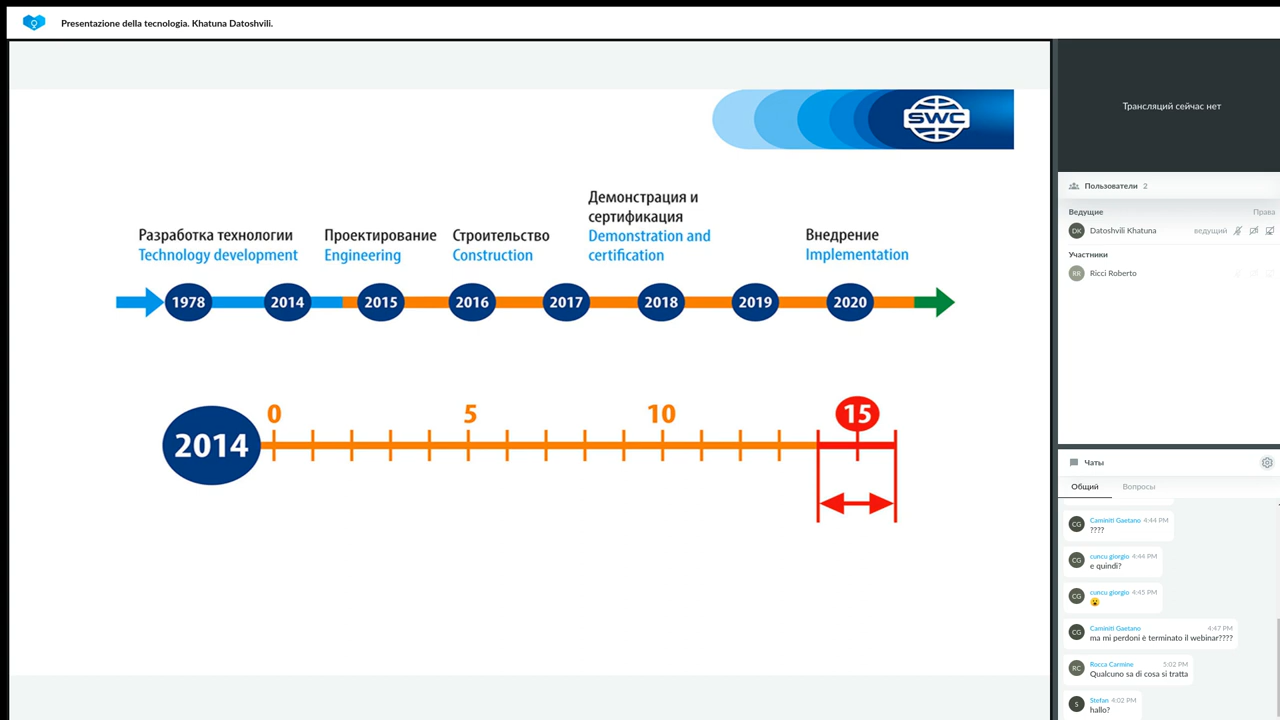 Presentazione della tecnologia. Khatuna Datoshvili.
SWC
Демонстрация и
сертификация
Demonstration and
certification
Разработка технологии
Technology development
Проектирование
Engineering
Строительство
Construction
Внедрение
Implementation
1978 2014 2015 2016 2017 2018 2019 2020
0 5 10 15
2014
Трансляций сейчас нет
Пользователи 2
Ведущие Права
DK Datoshvili Khatuna ведущий
Участники
RR Ricci Roberto
Чаты
Общий Вопросы
CG Caminiti Gaetano 4:44 PM
????
CG cuncu giorgio 4:44 PM
e quindi?
CG cuncu giorgio 4:45 PM
😮
CG Caminiti Gaetano 4:47 PM
ma mi perdoni è terminato il webinar????
RC Rocca Carmine 5:02 PM
Qualcuno sa di cosa si tratta
S Stefan 4:02 PM
hallo?